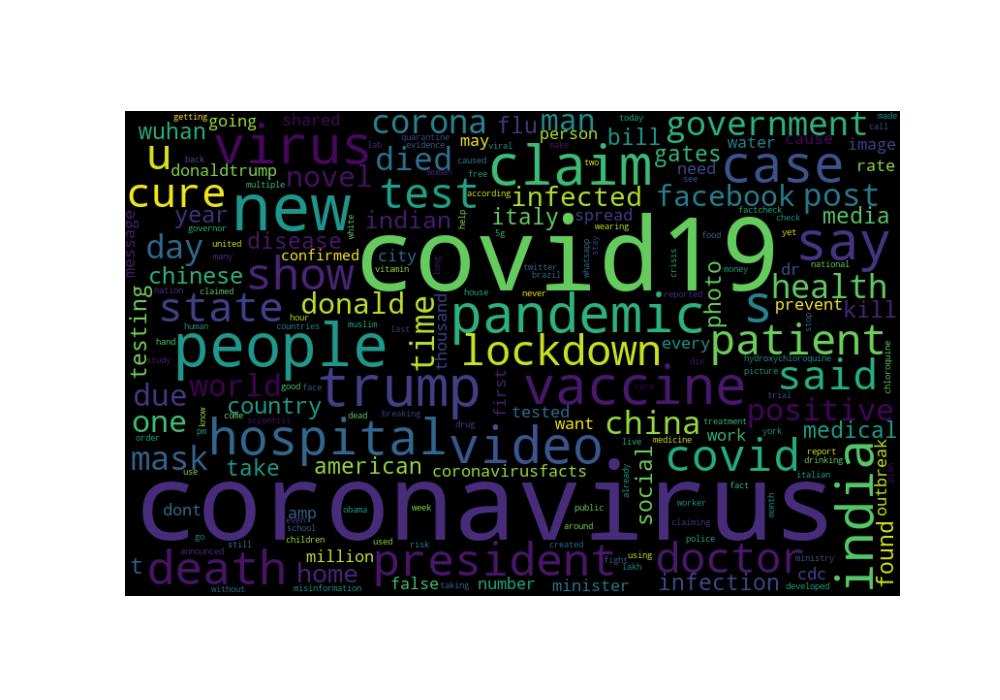 getting going shared corona flu man today government made call
wuhan virus quarantine evidence person bill cause image
u donaldtrump back lab viral may make two water gates need see case rate
cure multiple novel died caused free claim according infected facebook post
new test woman help
message year governor white indian italy spread wearing factcheck check media
day united many disease city 5g covid19 whatsapp stay food yet say
chinese claimed confirmed vitamin long twitter brazil crisis money dr national health
show nation house never reported photo prevent kill
state hour donald time pandemic s stop
testing human countries muslim last thousand lockdown every hydroxychloroquine patient chloroquine
people hand study die picture
due world good face trump first vaccine care trial said
one country come dead breaking drug scientist tested want china treatment york positive
know pm order hospital video live medicine work covid report medical
mask take american coronavirusfacts social fact drinking italian india outbreak
use already
coronavirus week public worker claiming month plan
dont amp obama even school around police
t go still children used risk created president fight using doctor ministry found
death announced million lakh
home false taking number minister misinformation infection cdc developed
without